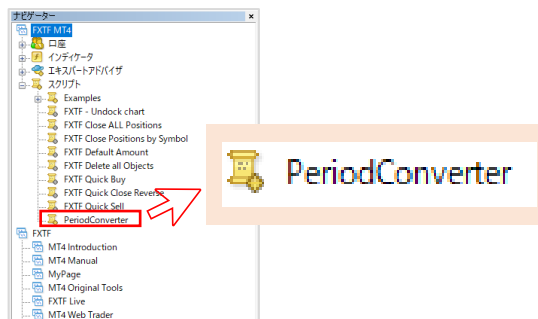 ナビゲーター
FXTF MT4
口座
インディケータ
エキスパートアドバイザ
スクリプト
Examples
FXTF - Undock chart
FXTF Close ALL Positions
FXTF Close Positions by Symbol
FXTF Default Amount
FXTF Delete all Objects
FXTF Quick Buy
FXTF Quick Close Reverse
FXTF Quick Sell
PeriodConverter
FXTF
MT4 Introduction
MT4 Manual
MyPage
MT4 Original Tools
FXTF Live
MT4 Web Trader
PeriodConverter